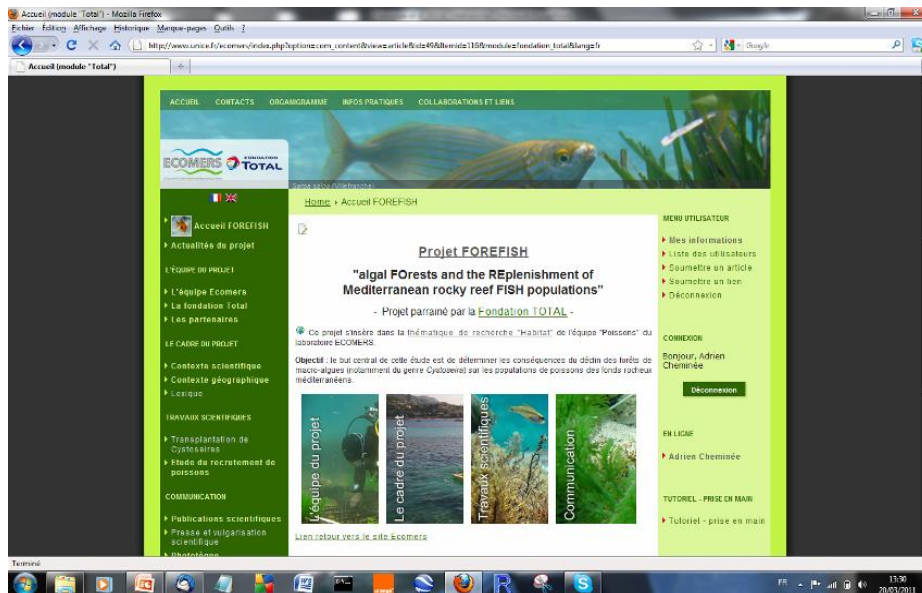 Accueil (module "Total") - Mozilla Firefox
Fichier Édition Affichage Historique Marque-pages Outils ?
http://www.unice.fr/ecomers/index.php?option=com_content&view=article&id=49&Itemid=116&module=fondation_total&lang=fr
Google
Accueil (module "Total")
ACCUEIL CONTACTS ORGANIGRAMME INFOS PRATIQUES COLLABORATIONS ET LIENS
ECOMERS FONDATION TOTAL
Sarpa salpa (Villefranche)
Home Accueil FOREFISH
Accueil FOREFISH
Actualités du projet
L'ÉQUIPE DU PROJET
L'équipe Ecomers
La fondation Total
Les partenaires
LE CADRE DU PROJET
Contexte scientifique
Contexte géographique
Lexique
TRAVAUX SCIENTIFIQUES
Transplantation de
Cystoseires
Etude du recrutement de
poissons
COMMUNICATION
Publications scientifiques
Presse et vulgarisation
scientifique
Photothèque
Projet FOREFISH
"algal FOrests and the REplenishment of
Mediterranean rocky reef FISH populations"
- Projet parrainé par la Fondation TOTAL -
Ce projet s'insère dans la thématique de recherche "Habitat" de l'équipe "Poissons" du
laboratoire ECOMERS.
Objectif : le but central de cette étude est de déterminer les conséquences du déclin des forêts de
macro-algues (notamment du genre Cystoseira) sur les populations de poissons des fonds rocheux
méditerranéens.
L'équipe du projet
Le cadre du projet
Travaux scientifiques
Communication
Lien retour vers le site Ecomers
MENU UTILISATEUR
Mes informations
Liste des utilisateurs
Soumettre un article
Soumettre un lien
Déconnexion
CONNEXION
Bonjour, Adrien
Cheminée
Déconnexion
EN LIGNE
Adrien Cheminée
TUTORIEL - PRISE EN MAIN
Tutoriel - prise en main
Terminé
FR
13:30
20/03/2011